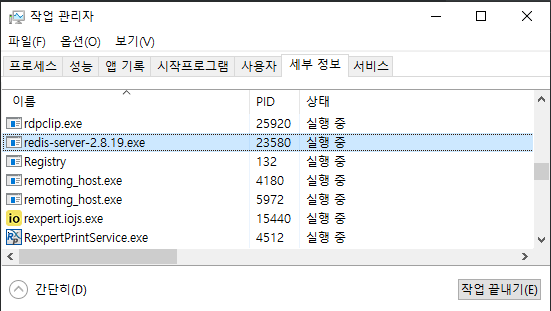 작업 관리자
파일(F) 옵션(O) 보기(V)
프로세스 성능 앱 기록 시작프로그램 사용자 세부 정보 서비스
이름 PID 상태
rdpclip.exe 25920 실행 중
redis-server-2.8.19.exe 23580 실행 중
Registry 132 실행 중
remoting_host.exe 4180 실행 중
remoting_host.exe 5972 실행 중
io rexpert.iojs.exe 15440 실행 중
RexpertPrintService.exe 4512 실행 중
간단히(D) 작업 끝내기(E)